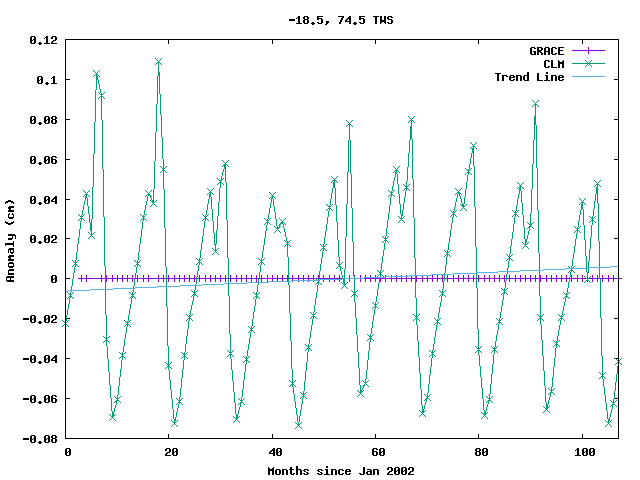 -18.5, 74.5 TWS
GRACE
CLM
Trend Line
0.12
0.1
0.08
0.06
0.04
0.02
0
-0.02
-0.04
-0.06
-0.08
Anomaly (cm)
0 20 40 60 80 100
Months since Jan 2002